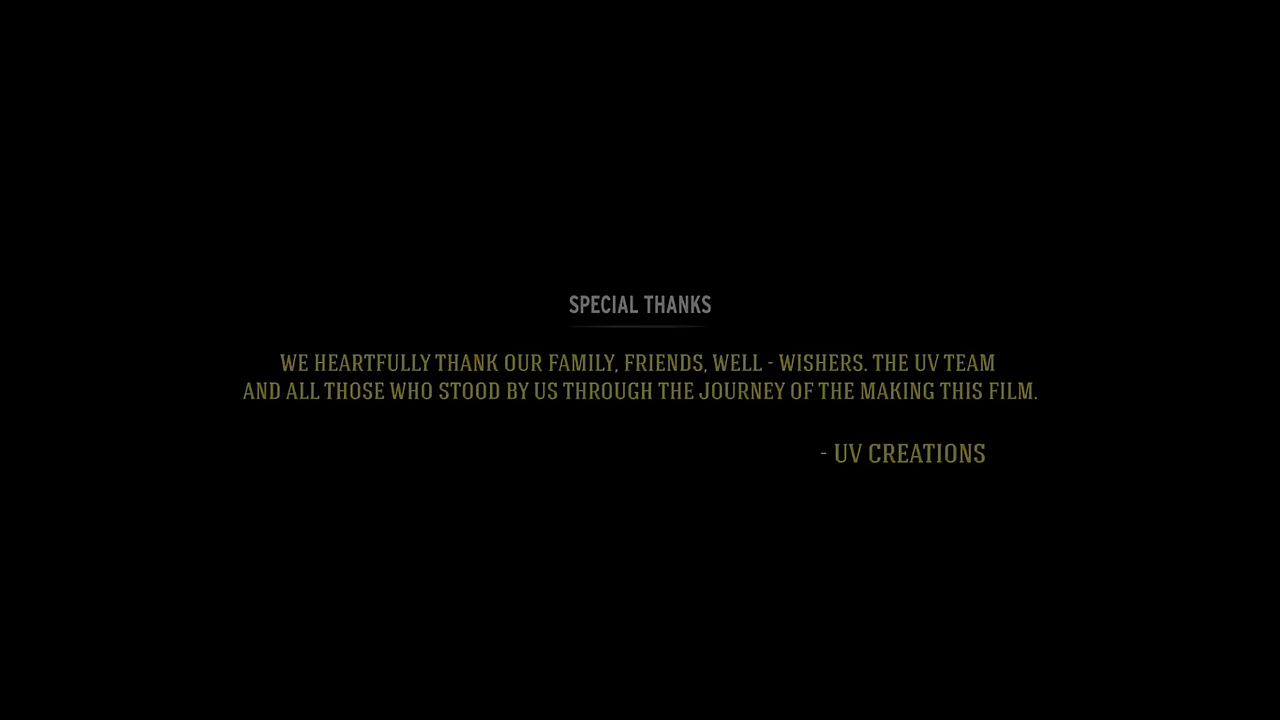 SPECIAL THANKS
WE HEARTFULLY THANK OUR FAMILY, FRIENDS, WELL - WISHERS. THE UV TEAM
AND ALL THOSE WHO STOOD BY US THROUGH THE JOURNEY OF THE MAKING THIS FILM.
- UV CREATIONS